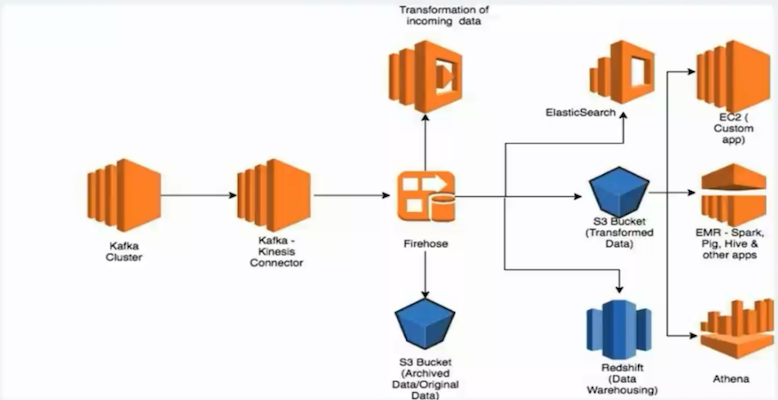 Transformation of
incoming data
ElasticSearch
EC2 (
Custom
app)
Kafka
Cluster
Kafka -
Kinesis
Connector
Firehose
S3 Bucket
(Transformed
Data)
EMR - Spark,
Pig, Hive &
other apps
S3 Bucket
(Archived
Data/Original
Data)
Redshift
(Data
Warehousing)
Athena